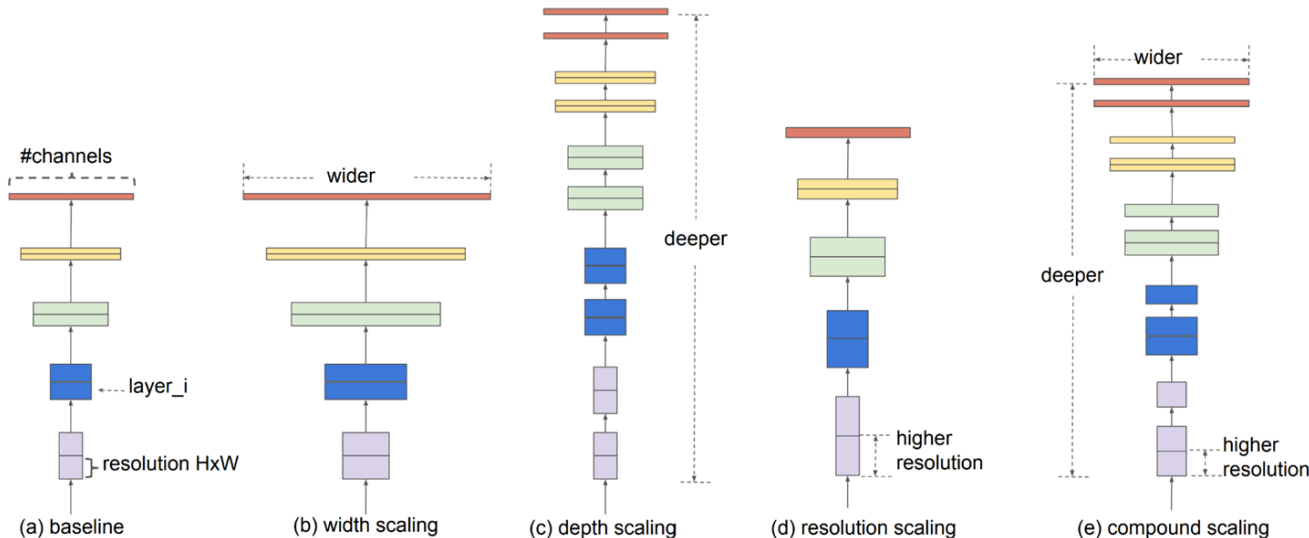 #channels
layer_i
resolution HxW
(a) baseline
wider
(b) width scaling
deeper
(c) depth scaling
higher
resolution
(d) resolution scaling
wider
deeper
higher
resolution
(e) compound scaling